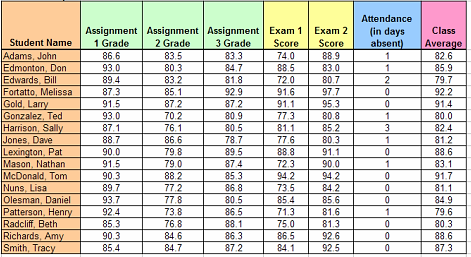 Student Name Assignment 1 Grade Assignment 2 Grade Assignment 3 Grade Exam 1 Score Exam 2 Score Attendance (in days absent) Class Average
Adams, John 86.6 83.5 83.3 74.0 88.9 1 82.6
Edmonton, Don 93.0 80.3 84.7 88.5 83.0 1 85.9
Edwards, Bill 89.4 83.2 81.8 72.0 80.7 2 79.7
Fortatto, Melissa 87.3 85.1 92.9 91.6 97.7 0 92.2
Gold, Larry 91.5 87.2 87.2 91.1 95.3 0 91.4
Gonzalez, Ted 93.0 70.2 80.9 77.3 80.8 1 80.0
Harrison, Sally 87.1 76.1 80.5 81.1 85.2 3 82.4
Jones, Dave 88.7 86.6 78.7 77.6 80.3 1 81.2
Lexington, Pat 90.0 79.8 89.5 88.8 91.1 0 88.6
Mason, Nathan 91.5 79.0 87.4 72.3 90.0 1 83.1
McDonald, Tom 90.3 88.2 85.3 94.2 94.2 0 91.7
Nuns, Lisa 89.7 77.2 86.8 73.5 84.2 0 81.1
Olesman, Daniel 93.7 77.8 80.5 85.4 85.6 0 84.9
Patterson, Henry 92.4 73.8 86.5 71.3 81.6 1 79.6
Radcliff, Beth 85.3 76.8 88.1 75.0 81.3 0 80.3
Richards, Amy 90.3 84.6 86.3 86.5 92.6 0 88.6
Smith, Tracy 85.4 84.7 87.2 84.1 92.5 0 87.3